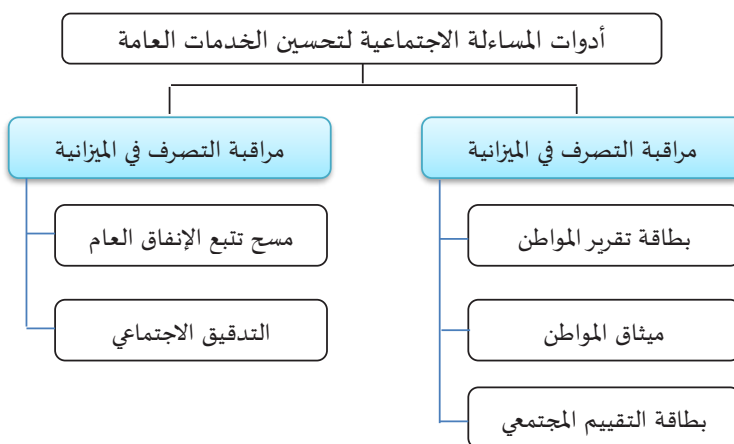 أدوات المساءلة الاجتماعية لتحسين الخدمات العامة
مراقبة التصرف في الميزانية
بطاقة تقرير المواطن
ميثاق المواطن
بطاقة التقييم المجتمعي
مراقبة التصرف في الميزانية
مسح تتبع الإنفاق العام
التدقيق الاجتماعي